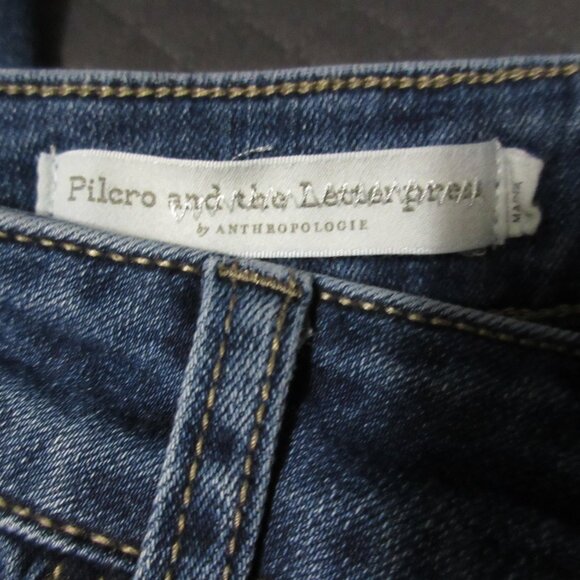 Pilcro and the Letterpress
by ANTHROPOLOGIE